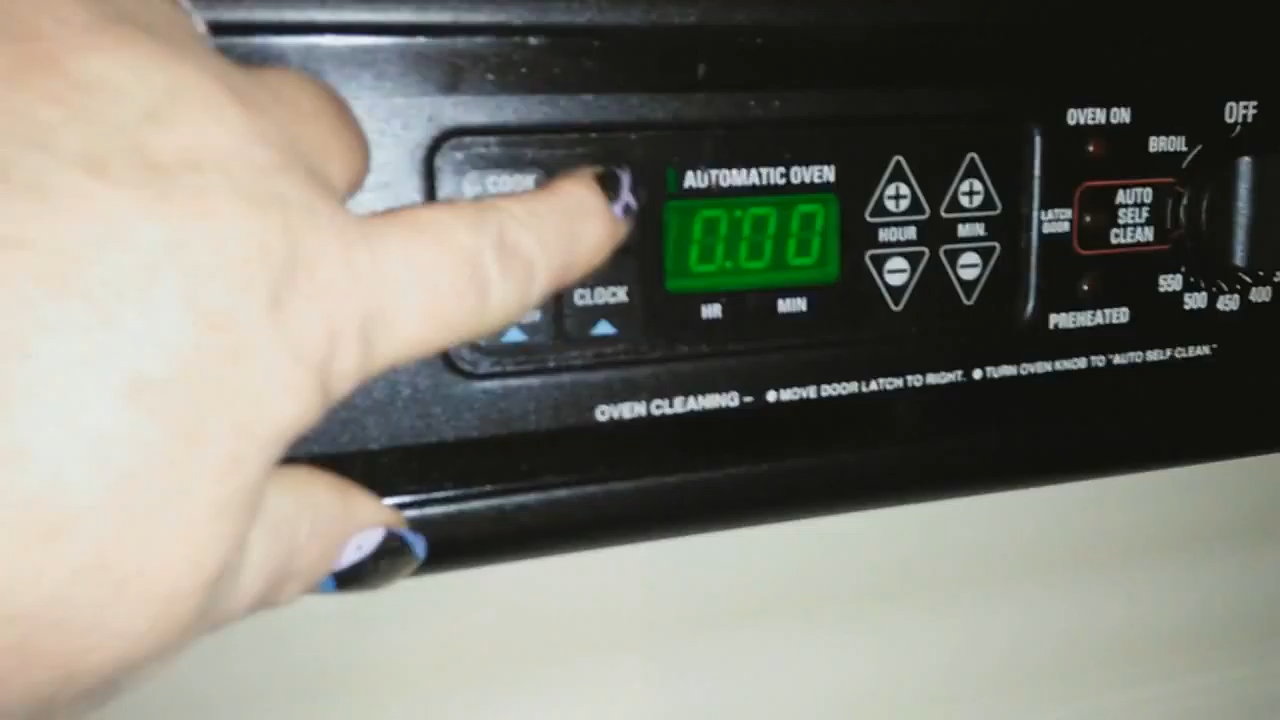 COOK
CLOCK
AUTOMATIC OVEN
0:00
HR MIN
HOUR
MIN.
OVEN ON
LATCH
DOOR
PREHEATED
OFF
BROIL
AUTO
SELF
CLEAN
550
500
450
400
OVEN CLEANING – ● MOVE DOOR LATCH TO RIGHT. ● TURN OVEN KNOB TO "AUTO SELF CLEAN."